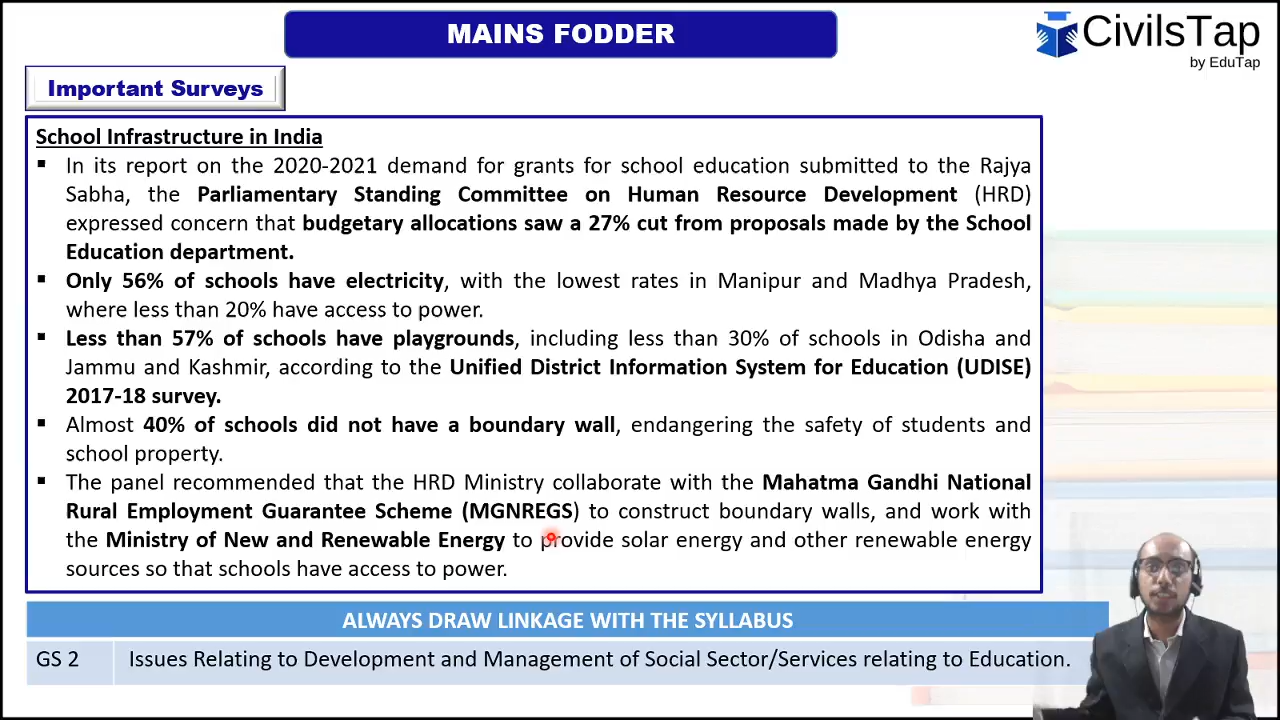 MAINS FODDER
CivilsTap
by EduTap
Important Surveys
School Infrastructure in India
▪ In its report on the 2020-2021 demand for grants for school education submitted to the Rajya
Sabha, the Parliamentary Standing Committee on Human Resource Development (HRD)
expressed concern that budgetary allocations saw a 27% cut from proposals made by the School
Education department.
▪ Only 56% of schools have electricity, with the lowest rates in Manipur and Madhya Pradesh,
where less than 20% have access to power.
▪ Less than 57% of schools have playgrounds, including less than 30% of schools in Odisha and
Jammu and Kashmir, according to the Unified District Information System for Education (UDISE)
2017-18 survey.
▪ Almost 40% of schools did not have a boundary wall, endangering the safety of students and
school property.
▪ The panel recommended that the HRD Ministry collaborate with the Mahatma Gandhi National
Rural Employment Guarantee Scheme (MGNREGS) to construct boundary walls, and work with
the Ministry of New and Renewable Energy to provide solar energy and other renewable energy
sources so that schools have access to power.
ALWAYS DRAW LINKAGE WITH THE SYLLABUS
GS 2 Issues Relating to Development and Management of Social Sector/Services relating to Education.